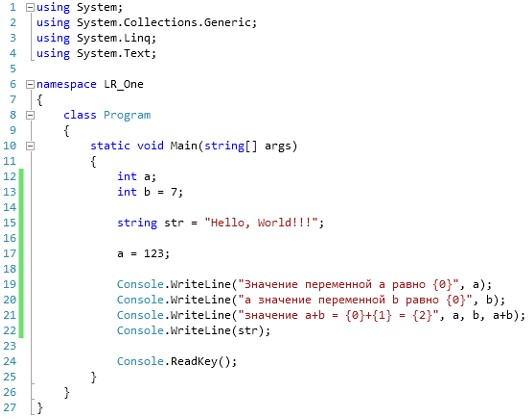 1 using System;
2 using System.Collections.Generic;
3 using System.Linq;
4 using System.Text;
5
6 namespace LR_One
7 {
8     class Program
9     {
10         static void Main(string[] args)
11         {
12             int a;
13             int b = 7;
14
15             string str = "Hello, World!!!";
16
17             a = 123;
18
19             Console.WriteLine("Значение переменной a равно {0}", a);
20             Console.WriteLine("а значение переменной b равно {0}", b);
21             Console.WriteLine("значение a+b = {0}+{1} = {2}", a, b, a+b);
22             Console.WriteLine(str);
23
24             Console.ReadKey();
25         }
26     }
27 }